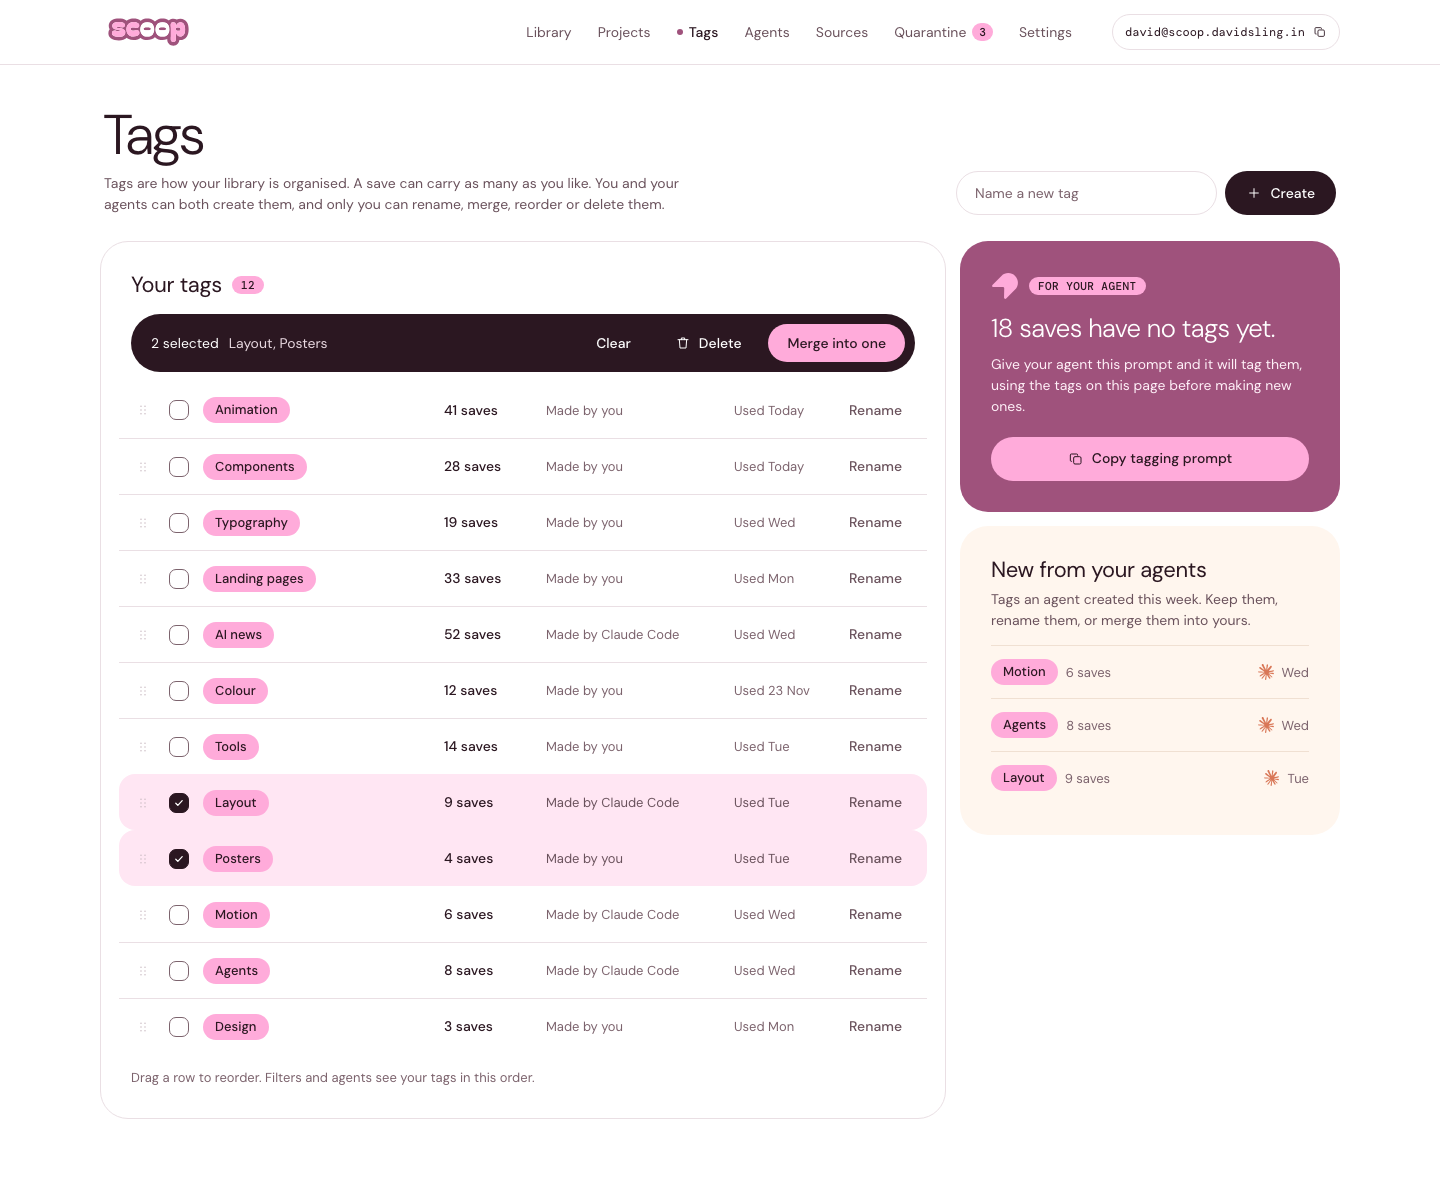 scoop
Library Projects Tags Agents Sources Quarantine 3 Settings david@scoop.davidsling.in
Tags
Tags are how your library is organised. A save can carry as many as you like. You and your
agents can both create them, and only you can rename, merge, reorder or delete them.
Name a new tag
Create
Your tags 12
2 selected Layout, Posters Clear Delete Merge into one
Animation 41 saves Made by you Used Today Rename
Components 28 saves Made by you Used Today Rename
Typography 19 saves Made by you Used Wed Rename
Landing pages 33 saves Made by you Used Mon Rename
AI news 52 saves Made by Claude Code Used Wed Rename
Colour 12 saves Made by you Used 23 Nov Rename
Tools 14 saves Made by you Used Tue Rename
Layout 9 saves Made by Claude Code Used Tue Rename
Posters 4 saves Made by you Used Tue Rename
Motion 6 saves Made by Claude Code Used Wed Rename
Agents 8 saves Made by Claude Code Used Wed Rename
Design 3 saves Made by you Used Mon Rename
Drag a row to reorder. Filters and agents see your tags in this order.
FOR YOUR AGENT
18 saves have no tags yet.
Give your agent this prompt and it will tag them,
using the tags on this page before making new
ones.
Copy tagging prompt
New from your agents
Tags an agent created this week. Keep them,
rename them, or merge them into yours.
Motion 6 saves Wed
Agents 8 saves Wed
Layout 9 saves Tue